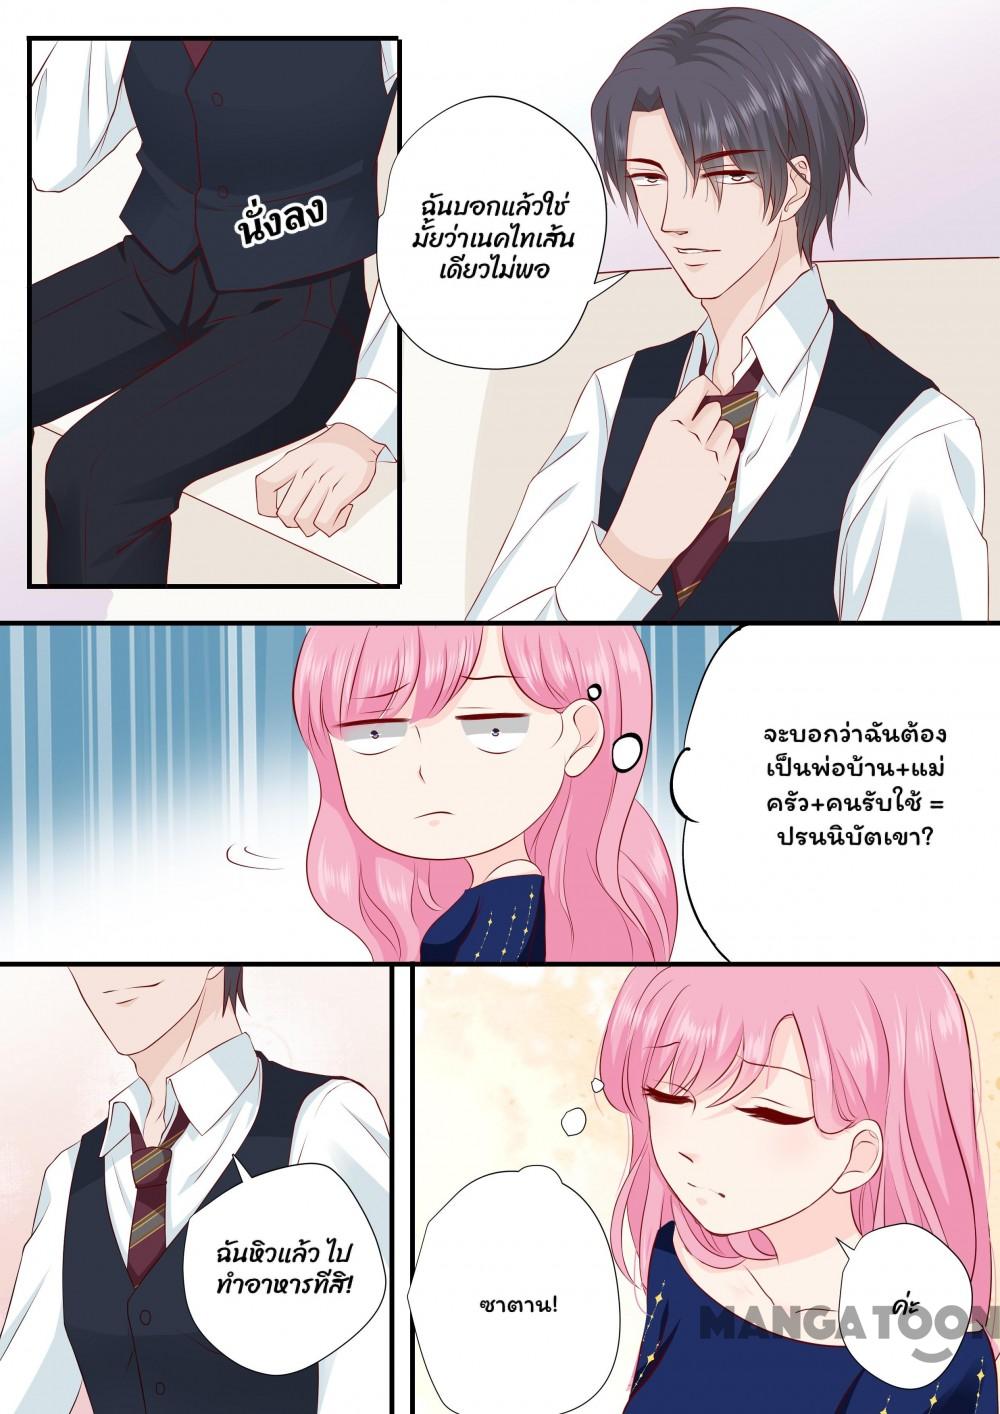 นั่งลง
ฉันบอกแล้วใช่
มั้ยว่าเนคไทเส้น
เดียวไม่พอ
จะบอกว่าฉันต้อง
เป็นพ่อบ้าน+แม่
ครัว+คนรับใช้ =
ปรนนิบัตเขา?
ฉันหิวแล้ว ไป
ทำอาหารทีสิ!
ซาตาน!
ค่ะ
MANGATOON